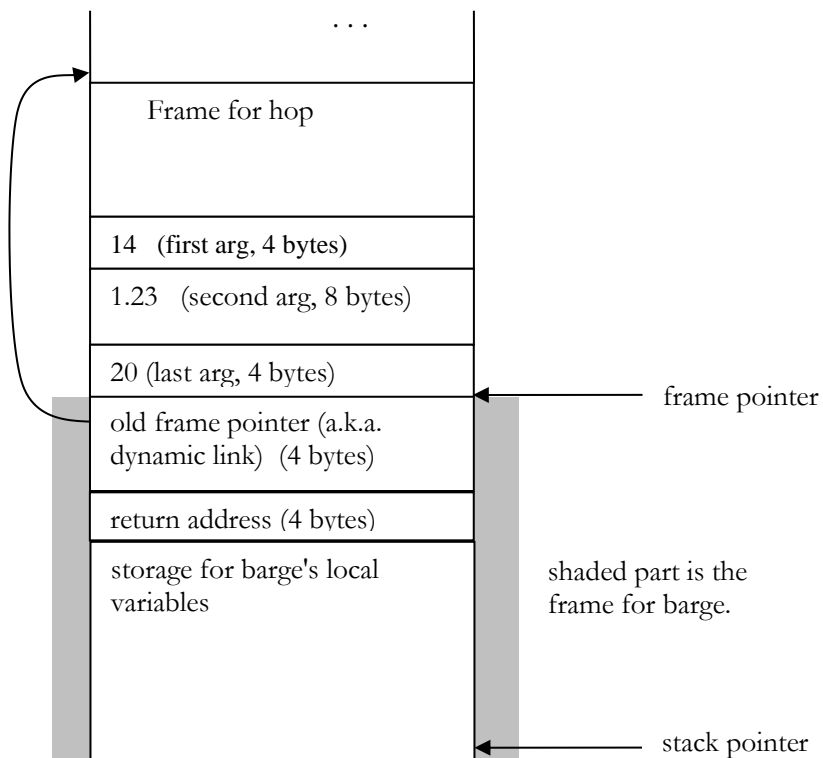 . . .
Frame for hop
14 (first arg, 4 bytes)
1.23 (second arg, 8 bytes)
20 (last arg, 4 bytes)
frame pointer
old frame pointer (a.k.a.
dynamic link) (4 bytes)
return address (4 bytes)
storage for barge's local
variables
shaded part is the
frame for barge.
stack pointer